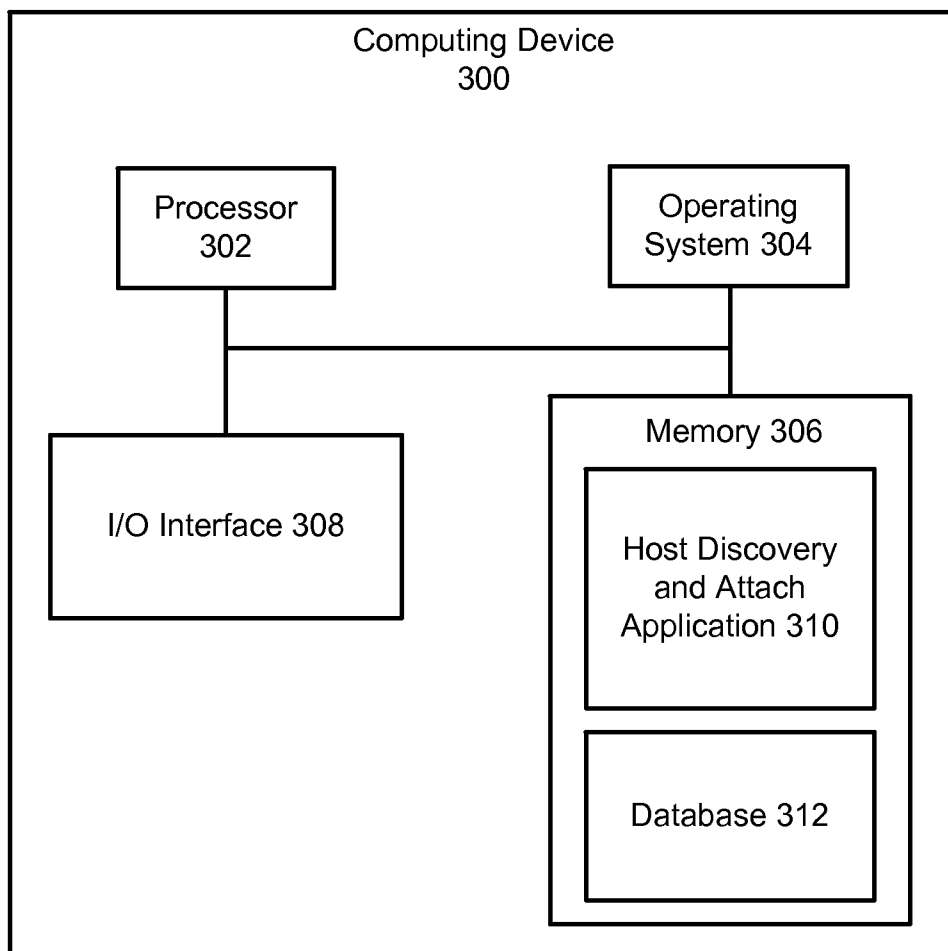 Computing Device
300
Processor
302
Operating
System 304
I/O Interface 308
Memory 306
Host Discovery
and Attach
Application 310
Database 312